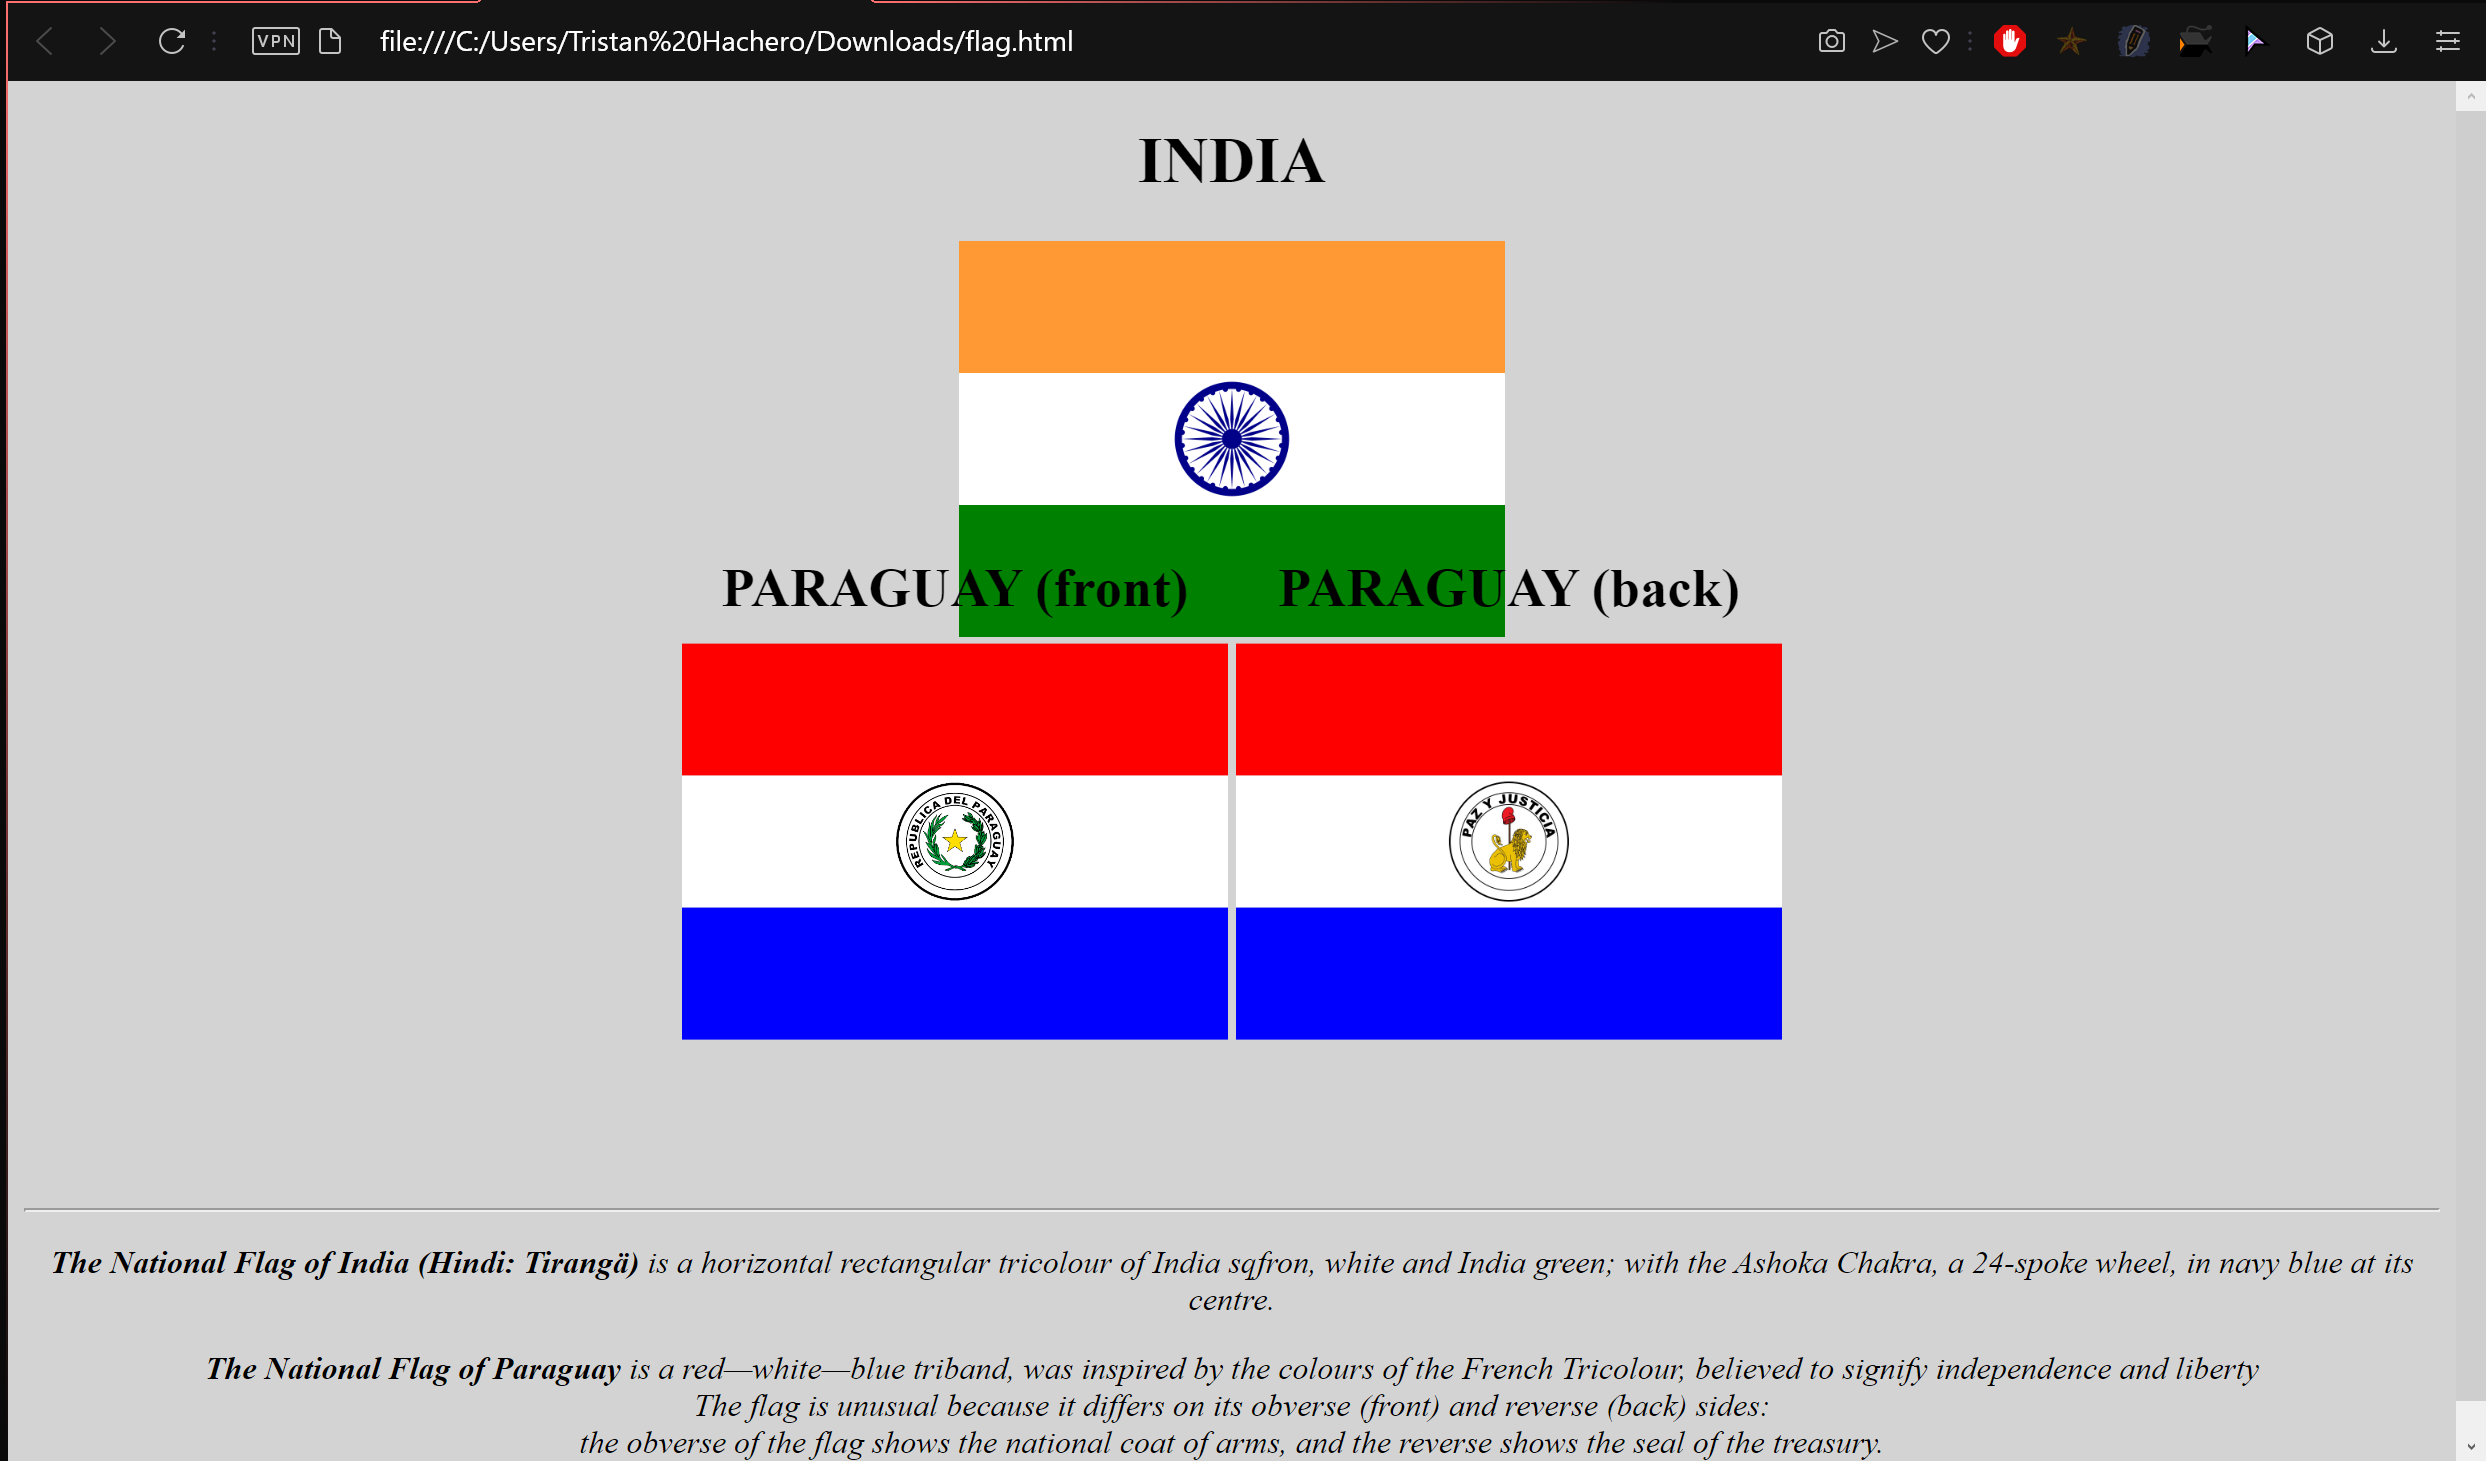 VPN
file:///C:/Users/Tristan%20Hachero/Downloads/flag.html
INDIA
PARAGUAY (front)
PARAGUAY (back)
REPUBLICA DEL PARAGUAY
PAZ Y JUSTICIA
The National Flag of India (Hindi: Tirangä) is a horizontal rectangular tricolour of India sqfron, white and India green; with the Ashoka Chakra, a 24-spoke wheel, in navy blue at its
centre.
The National Flag of Paraguay is a red—white—blue triband, was inspired by the colours of the French Tricolour, believed to signify independence and liberty
The flag is unusual because it differs on its obverse (front) and reverse (back) sides:
the obverse of the flag shows the national coat of arms, and the reverse shows the seal of the treasury.